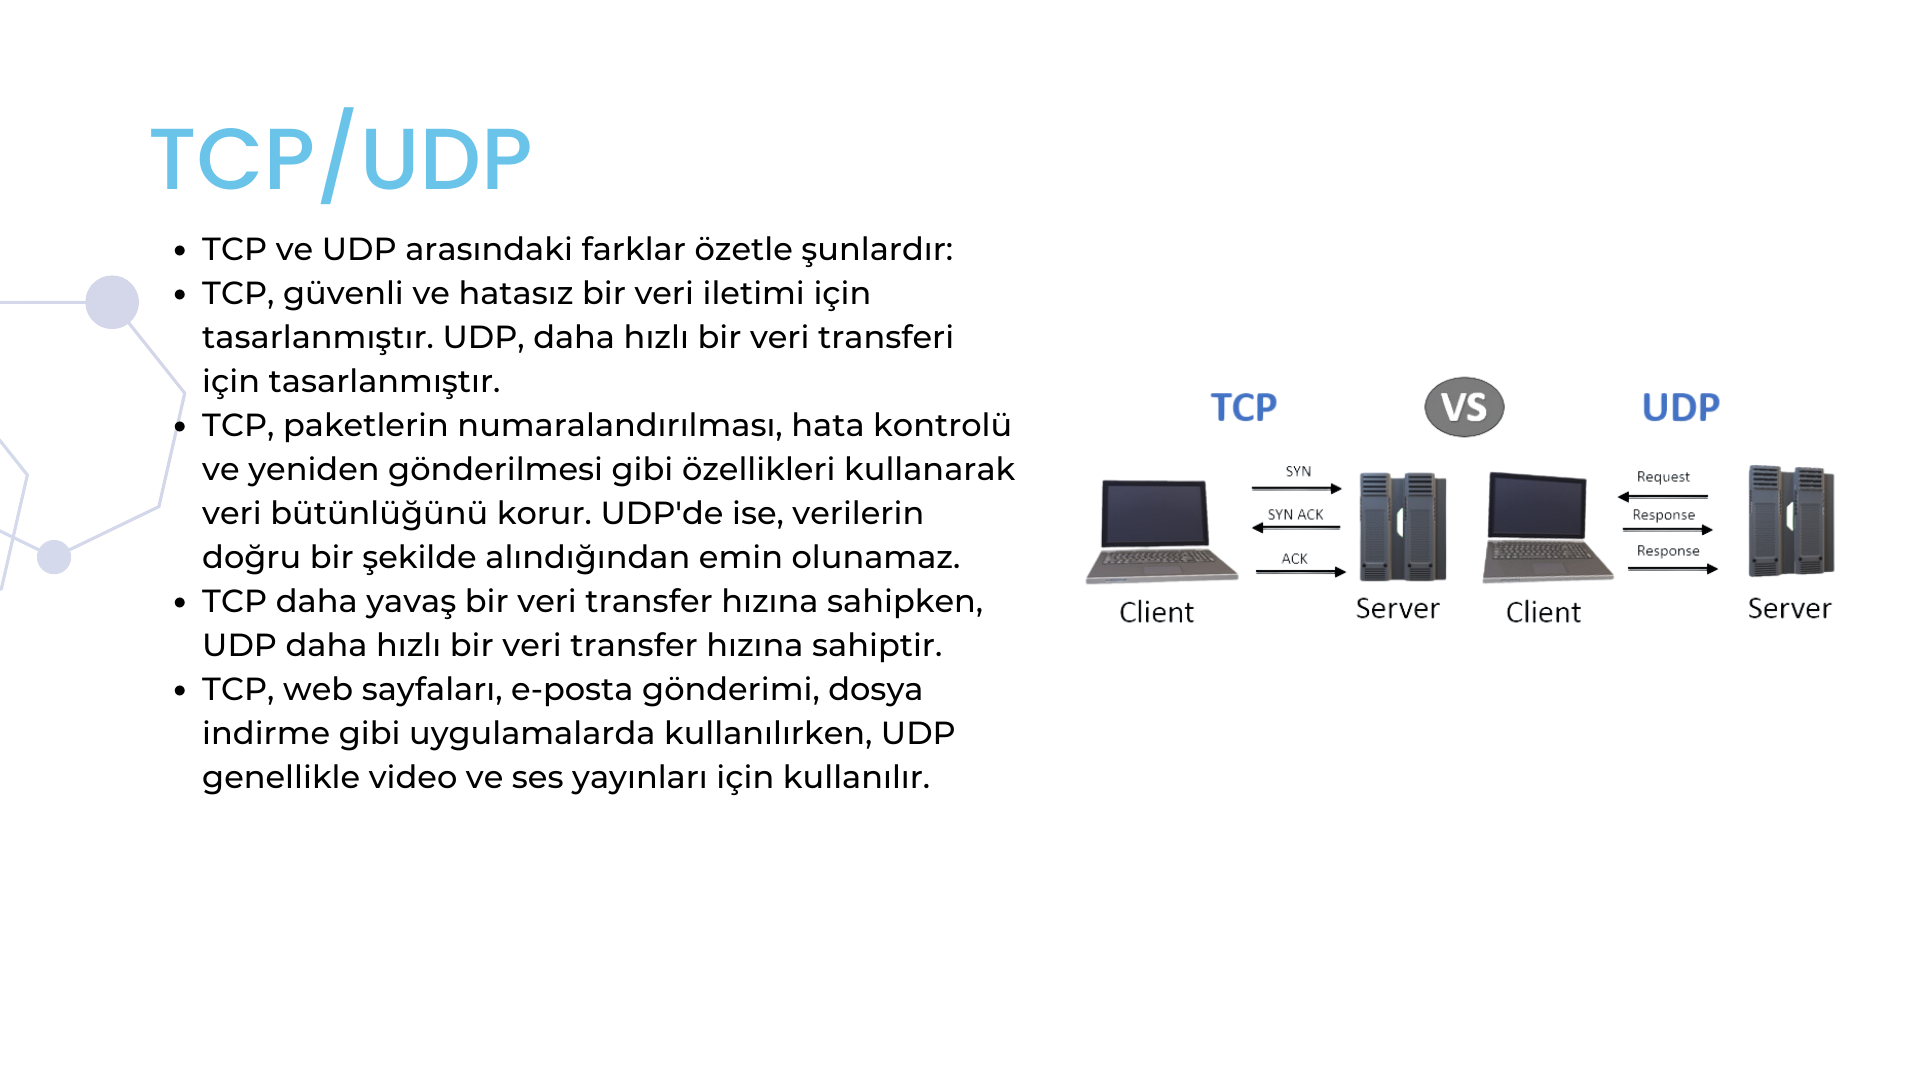 TCP/UDP
• TCP ve UDP arasındaki farklar özetle şunlardır:
• TCP, güvenli ve hatasız bir veri iletimi için
tasarlanmıştır. UDP, daha hızlı bir veri transferi
için tasarlanmıştır.
• TCP, paketlerin numaralandırılması, hata kontrolü
ve yeniden gönderilmesi gibi özellikleri kullanarak
veri bütünlüğünü korur. UDP'de ise, verilerin
doğru bir şekilde alındığından emin olunamaz.
• TCP daha yavaş bir veri transfer hızına sahipken,
UDP daha hızlı bir veri transfer hızına sahiptir.
• TCP, web sayfaları, e-posta gönderimi, dosya
indirme gibi uygulamalarda kullanılırken, UDP
genellikle video ve ses yayınları için kullanılır.
TCP
VS
UDP
SYN
SYN ACK
ACK
Client
Server
Request
Response
Response
Client
Server